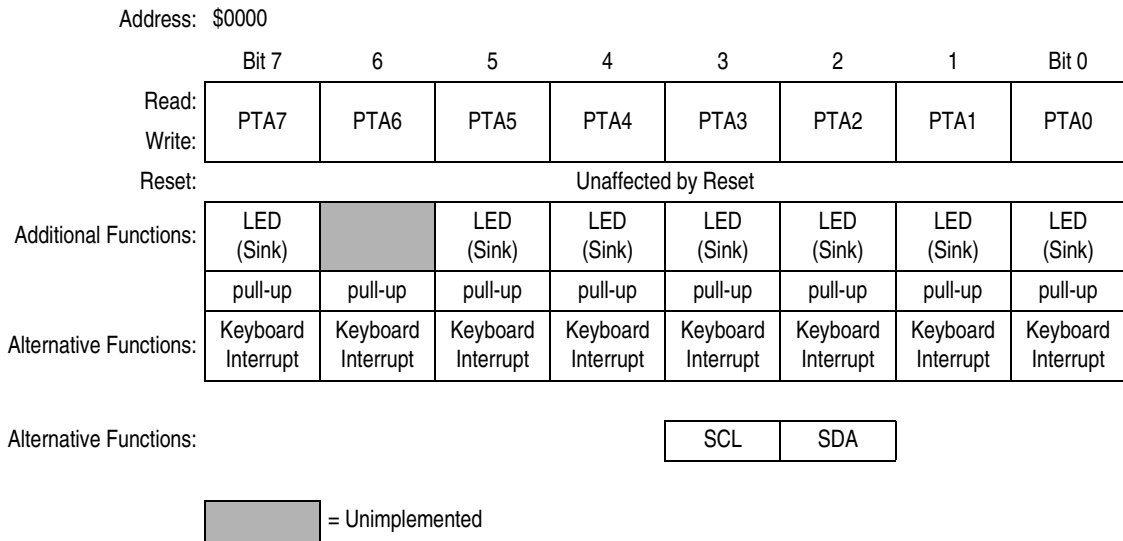 Address: $0000
Bit 7 6 5 4 3 2 1 Bit 0
Read:
Write:
PTA7 PTA6 PTA5 PTA4 PTA3 PTA2 PTA1 PTA0
Reset: Unaffected by Reset
Additional Functions:
LED LED LED LED LED LED LED
(Sink) (Sink) (Sink) (Sink) (Sink) (Sink) (Sink)
pull-up pull-up pull-up pull-up pull-up pull-up pull-up pull-up
Alternative Functions:
Keyboard Keyboard Keyboard Keyboard Keyboard Keyboard Keyboard Keyboard
Interrupt Interrupt Interrupt Interrupt Interrupt Interrupt Interrupt Interrupt
Alternative Functions: SCL SDA
= Unimplemented